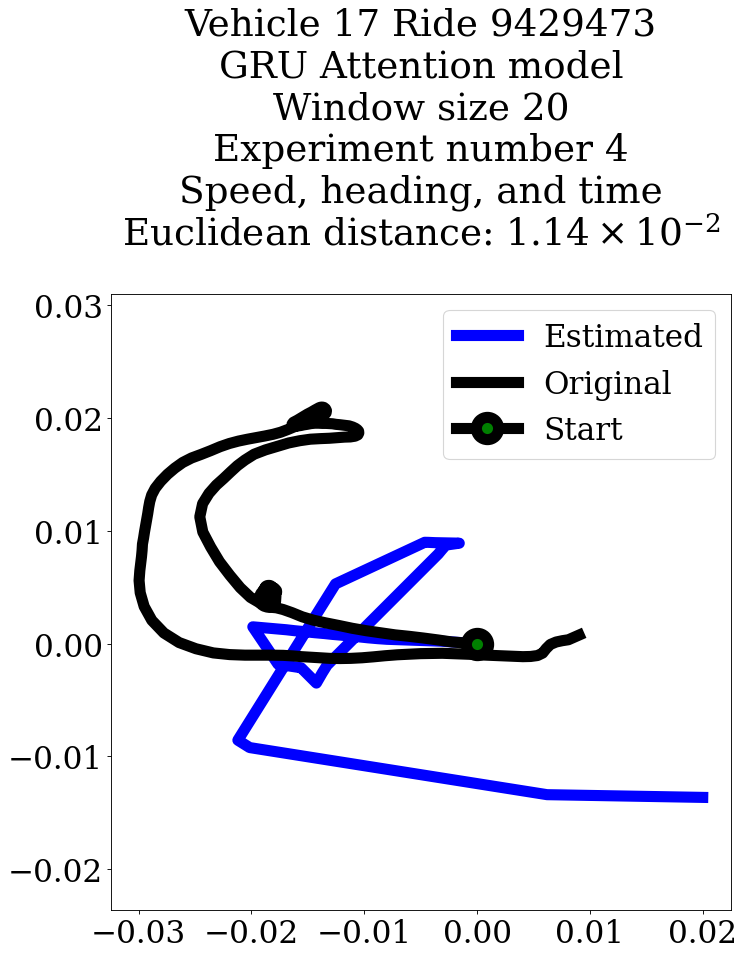 Vehicle 17 Ride 9429473
GRU Attention model
Window size 20
Experiment number 4
Speed, heading, and time
Euclidean distance: 1.14 × 10⁻²
Estimated
Original
Start
0.03
0.02
0.01
0.00
−0.01
−0.02
−0.03 −0.02 −0.01 0.00 0.01 0.02